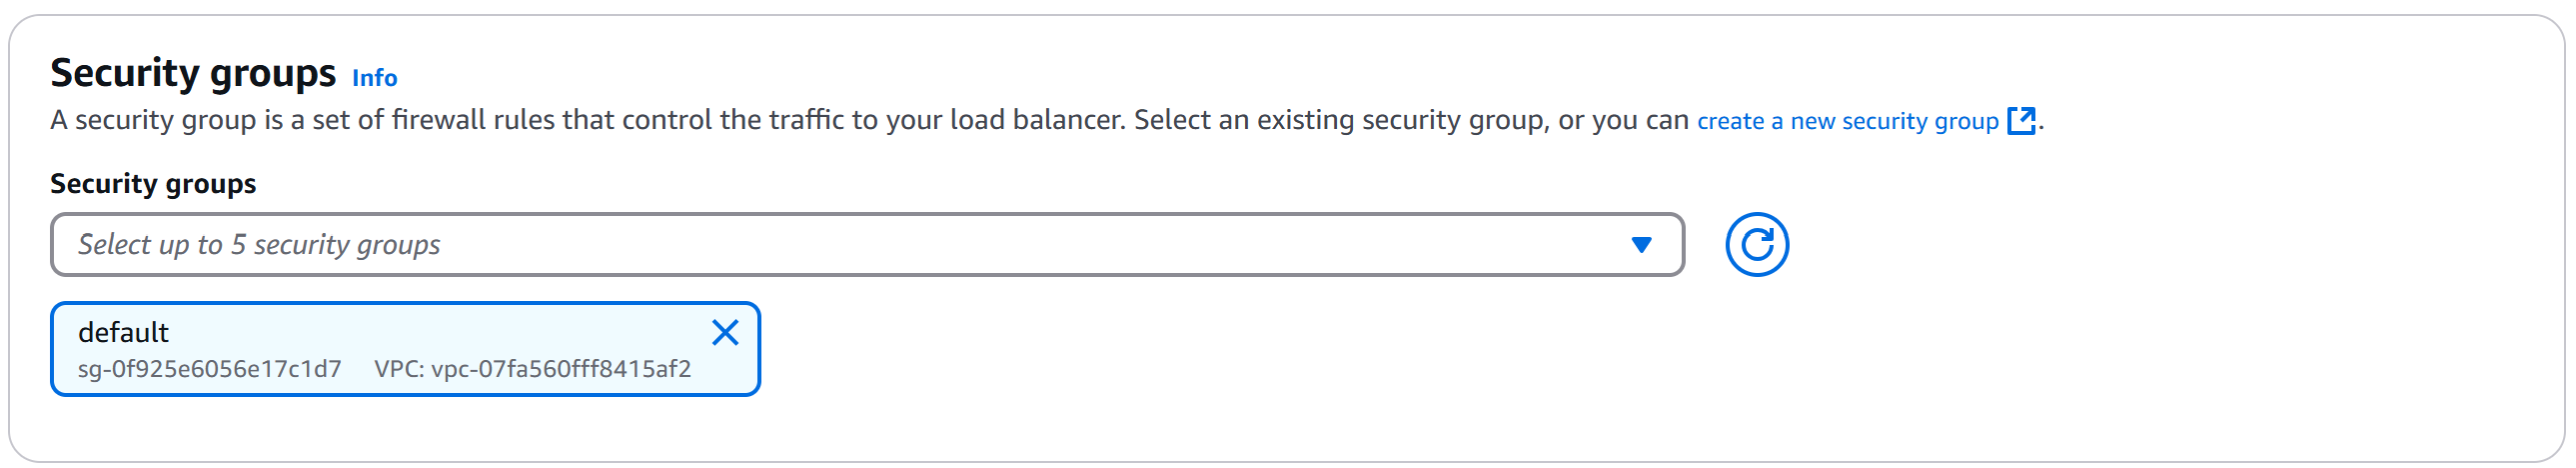 Security groups Info
A security group is a set of firewall rules that control the traffic to your load balancer. Select an existing security group, or you can create a new security group.
Security groups
Select up to 5 security groups
default
sg-0f925e6056e17c1d7 VPC: vpc-07fa560fff8415af2